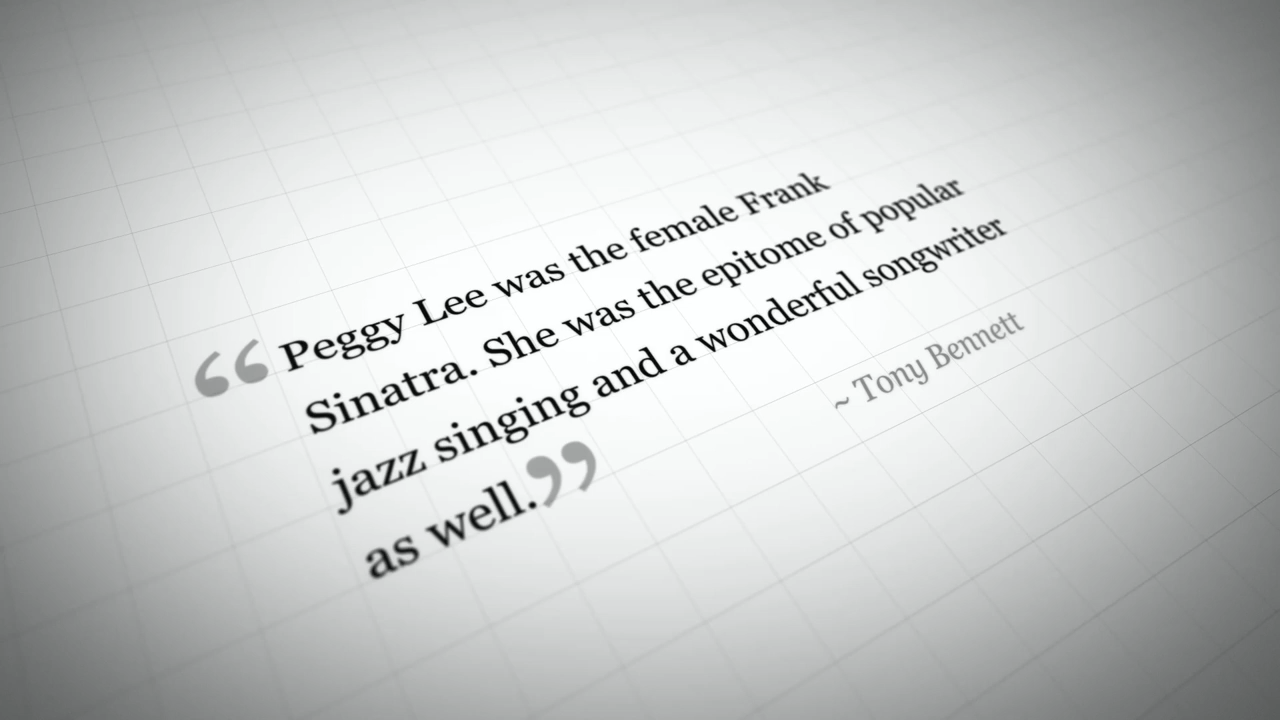 “Peggy Lee was the female Frank
Sinatra. She was the epitome of popular
jazz singing and a wonderful songwriter
as well.”
~ Tony Bennett